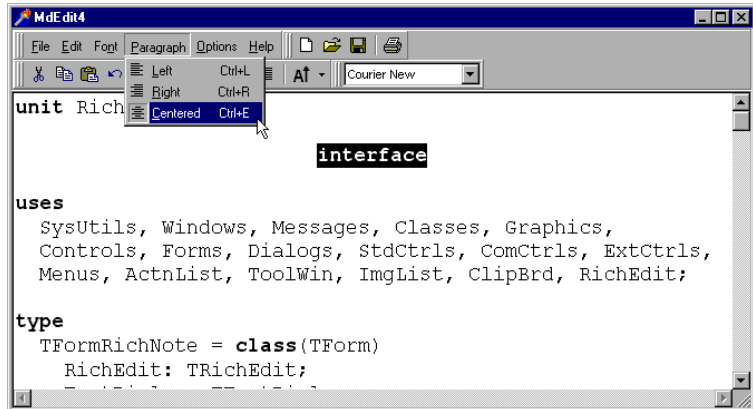 MdEdit4
File Edit Font Paragraph Options Help
Courier New
Left Ctrl+L
Right Ctrl+R
Centered Ctrl+E
unit Rich
interface
uses
SysUtils, Windows, Messages, Classes, Graphics,
Controls, Forms, Dialogs, StdCtrls, ComCtrls, ExtCtrls,
Menus, ActnList, ToolWin, ImgList, ClipBrd, RichEdit;
type
TFormRichNote = class(TForm)
RichEdit: TRichEdit;